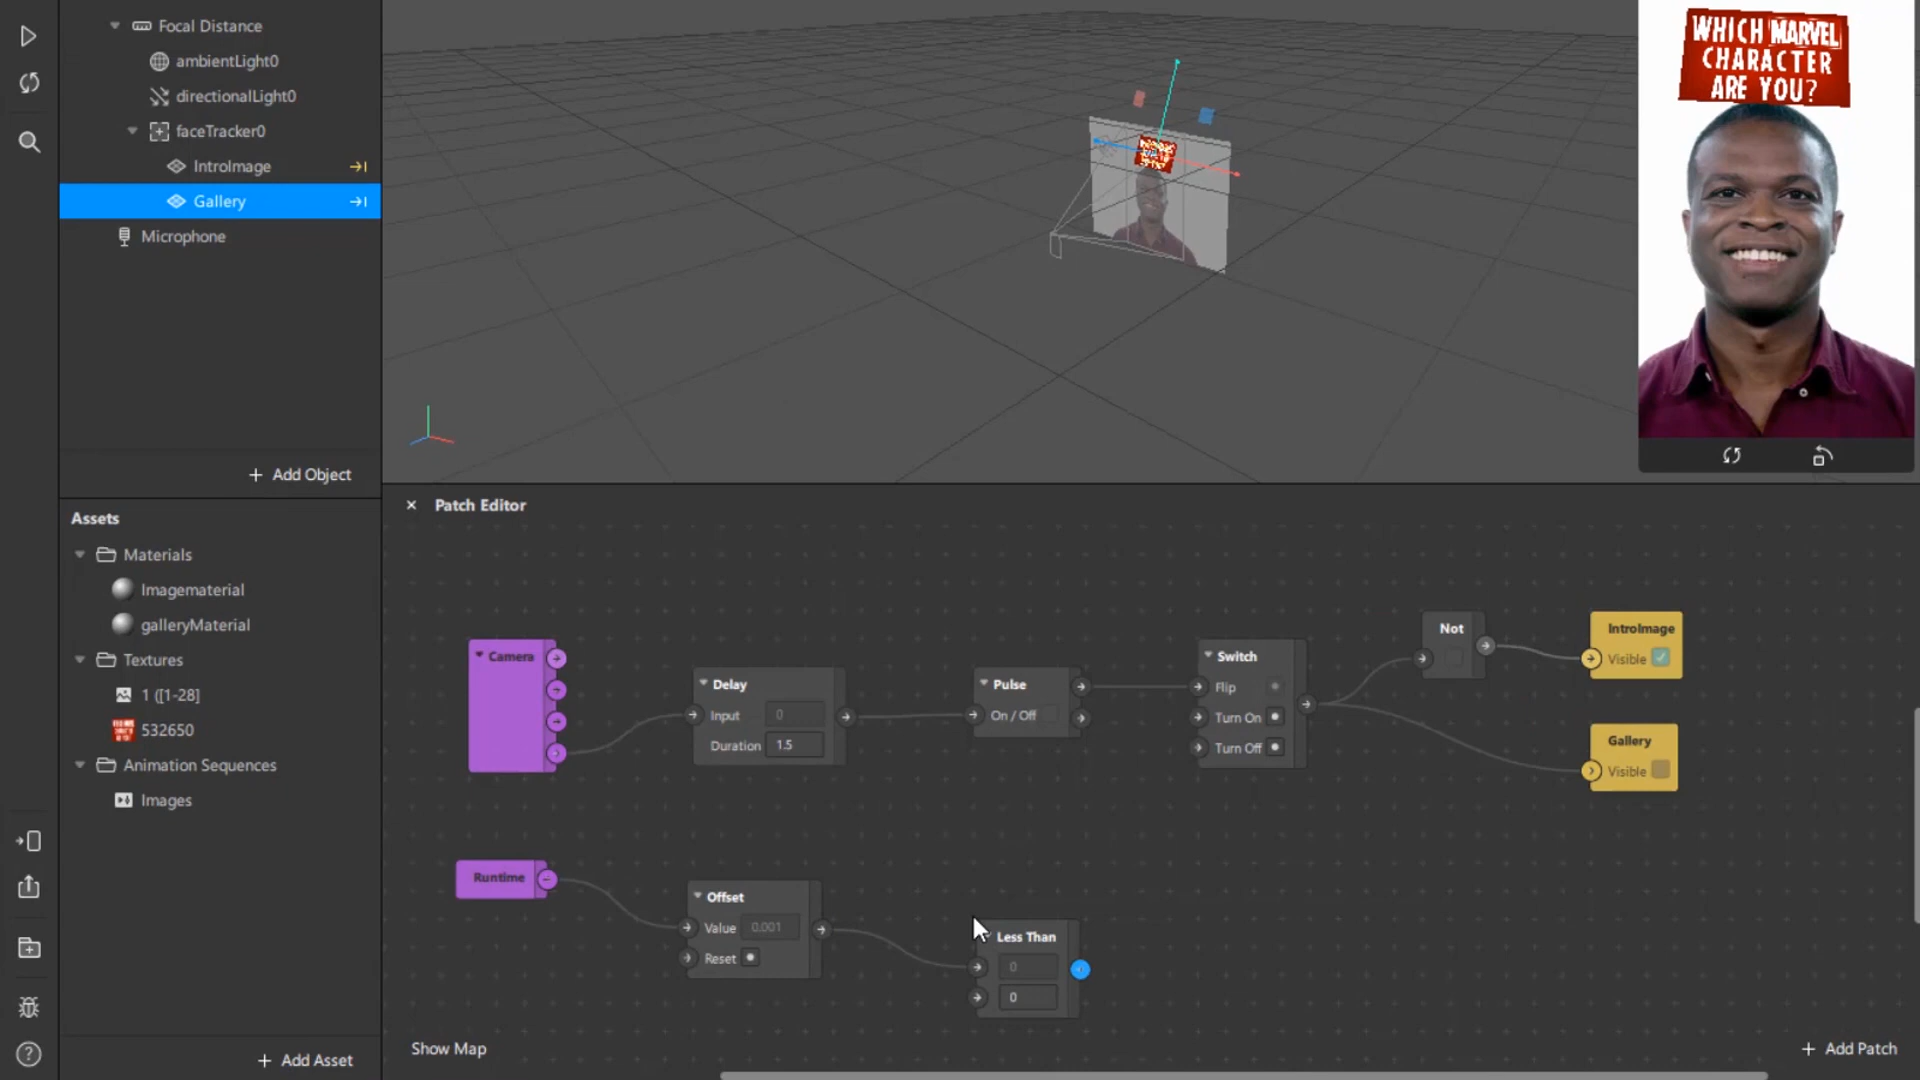 Focal Distance
ambientLight0
directionalLight0
faceTracker0
IntroImage
Gallery
Microphone
+ Add Object
Assets
Materials
Imagematerial
galleryMaterial
Textures
1 ([1-28]
532650
Animation Sequences
Images
+ Add Asset
WHICH MARVEL
CHARACTER
ARE YOU?
Patch Editor
Camera
Delay
Input 0
Duration 1.5
Pulse
On / Off
Switch
Flip
Turn On
Turn Off
Not
IntroImage
Visible
Gallery
Visible
Runtime
Offset
Value 0.001
Reset
Less Than
0
0
Show Map
+ Add Patch